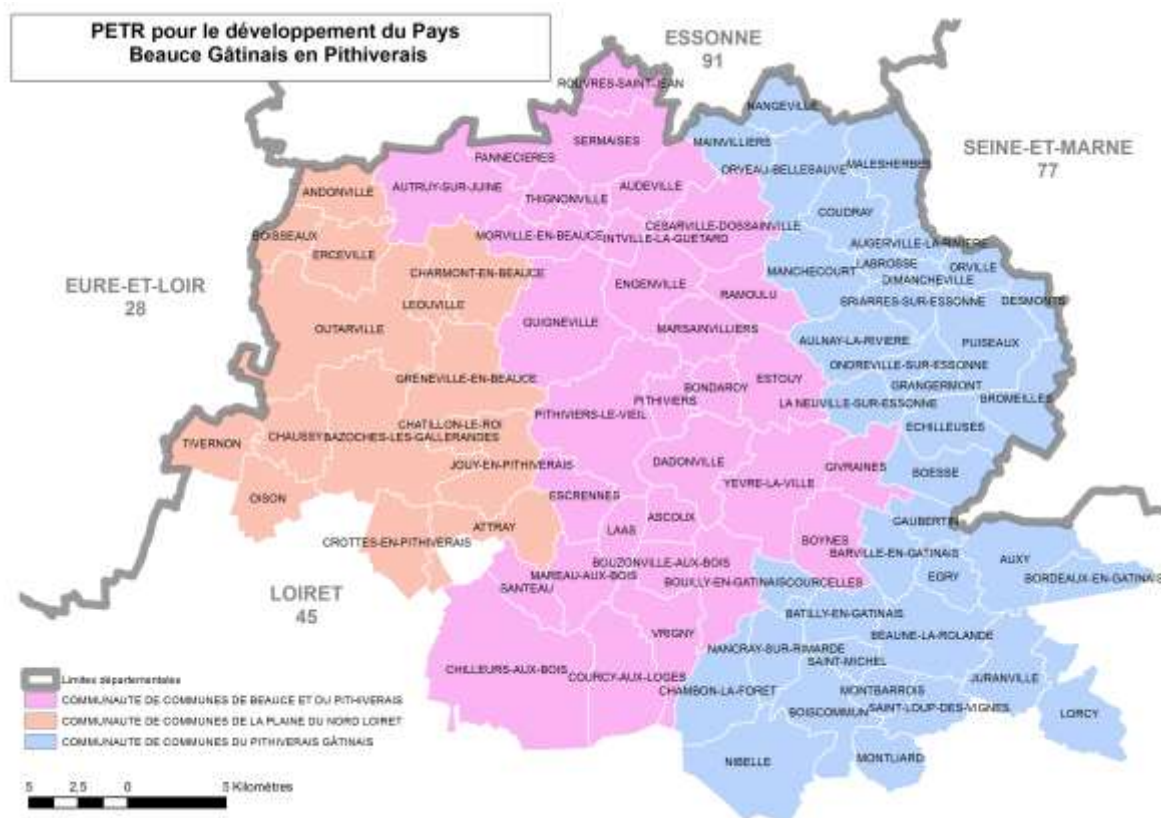 PETR pour le développement du Pays
Beauce Gâtinais en Pithiverais
ESSONNE
91
SEINE-ET-MARNE
77
EURE-ET-LOIR
28
LOIRET
45
ROUVRES-SAINT-JEAN
NANGEVILLE
SERMAISES
MAINVILLIERS
PANNECIERES
ORVEAU-BELLESAUVE
MALESHERBES
ANDONVILLE
AUTRUY-SUR-JUINE
AUDEVILLE
THIGNONVILLE
COUDRAY
CESARVILLE-DOSSAINVILLE
BOISSEAUX
MORVILLE-EN-BEAUCE
INTVILLE-LA-GUETARD
AUGERVILLE-LA-RIVIERE
ERCEVILLE
LABROSSE
ORVILLE
CHARMONT-EN-BEAUCE
MANCHECOURT
DIMANCHEVILLE
ENGENVILLE
RAMOULU
LEOUVILLE
BRIARRES-SUR-ESSONNE
DESMONTS
GUIGNEVILLE
OUTARVILLE
MARSAINVILLIERS
AULNAY-LA-RIVIERE
PUISEAUX
ONDREVILLE-SUR-ESSONNE
GRENEVILLE-EN-BEAUCE
ESTOUY
BONDAROY
GRANGERMONT
PITHIVIERS
LA NEUVILLE-SUR-ESSONNE
BROMEILLES
PITHIVIERS-LE-VIEIL
CHATILLON-LE-ROI
ECHILLEUSES
CHAUSSY
BAZOCHES-LES-GALLERANDES
TIVERNON
DADONVILLE
JOUY-EN-PITHIVERAIS
GIVRAINES
BOESSE
YEVRE-LA-VILLE
OISON
ESCRENNES
ASCOUX
GAUBERTIN
ATTRAY
LAAS
CROTTES-EN-PITHIVERAIS
BOYNES
BARVILLE-EN-GATINAIS
AUXY
BOUZONVILLE-AUX-BOIS
MAREAU-AUX-BOIS
EGRY
BORDEAUX-EN-GATINAIS
BOUILLY-EN-GATINAIS
COURCELLES
SANTEAU
BATILLY-EN-GATINAIS
VRIGNY
BEAUNE-LA-ROLANDE
NANCRAY-SUR-RIMARDE
SAINT-MICHEL
CHILLEURS-AUX-BOIS
COURCY-AUX-LOGES
JURANVILLE
CHAMBON-LA-FORET
MONTBARROIS
BOISCOMMUN
SAINT-LOUP-DES-VIGNES
LORCY
NIBELLE
MONTLIARD
Limites départementales
COMMUNAUTE DE COMMUNES DE BEAUCE ET DU PITHIVERAIS
COMMUNAUTE DE COMMUNES DE LA PLAINE DU NORD LOIRET
COMMUNAUTE DE COMMUNES DU PITHIVERAIS GÂTINAIS
5 2,5 0 5 Kilomètres